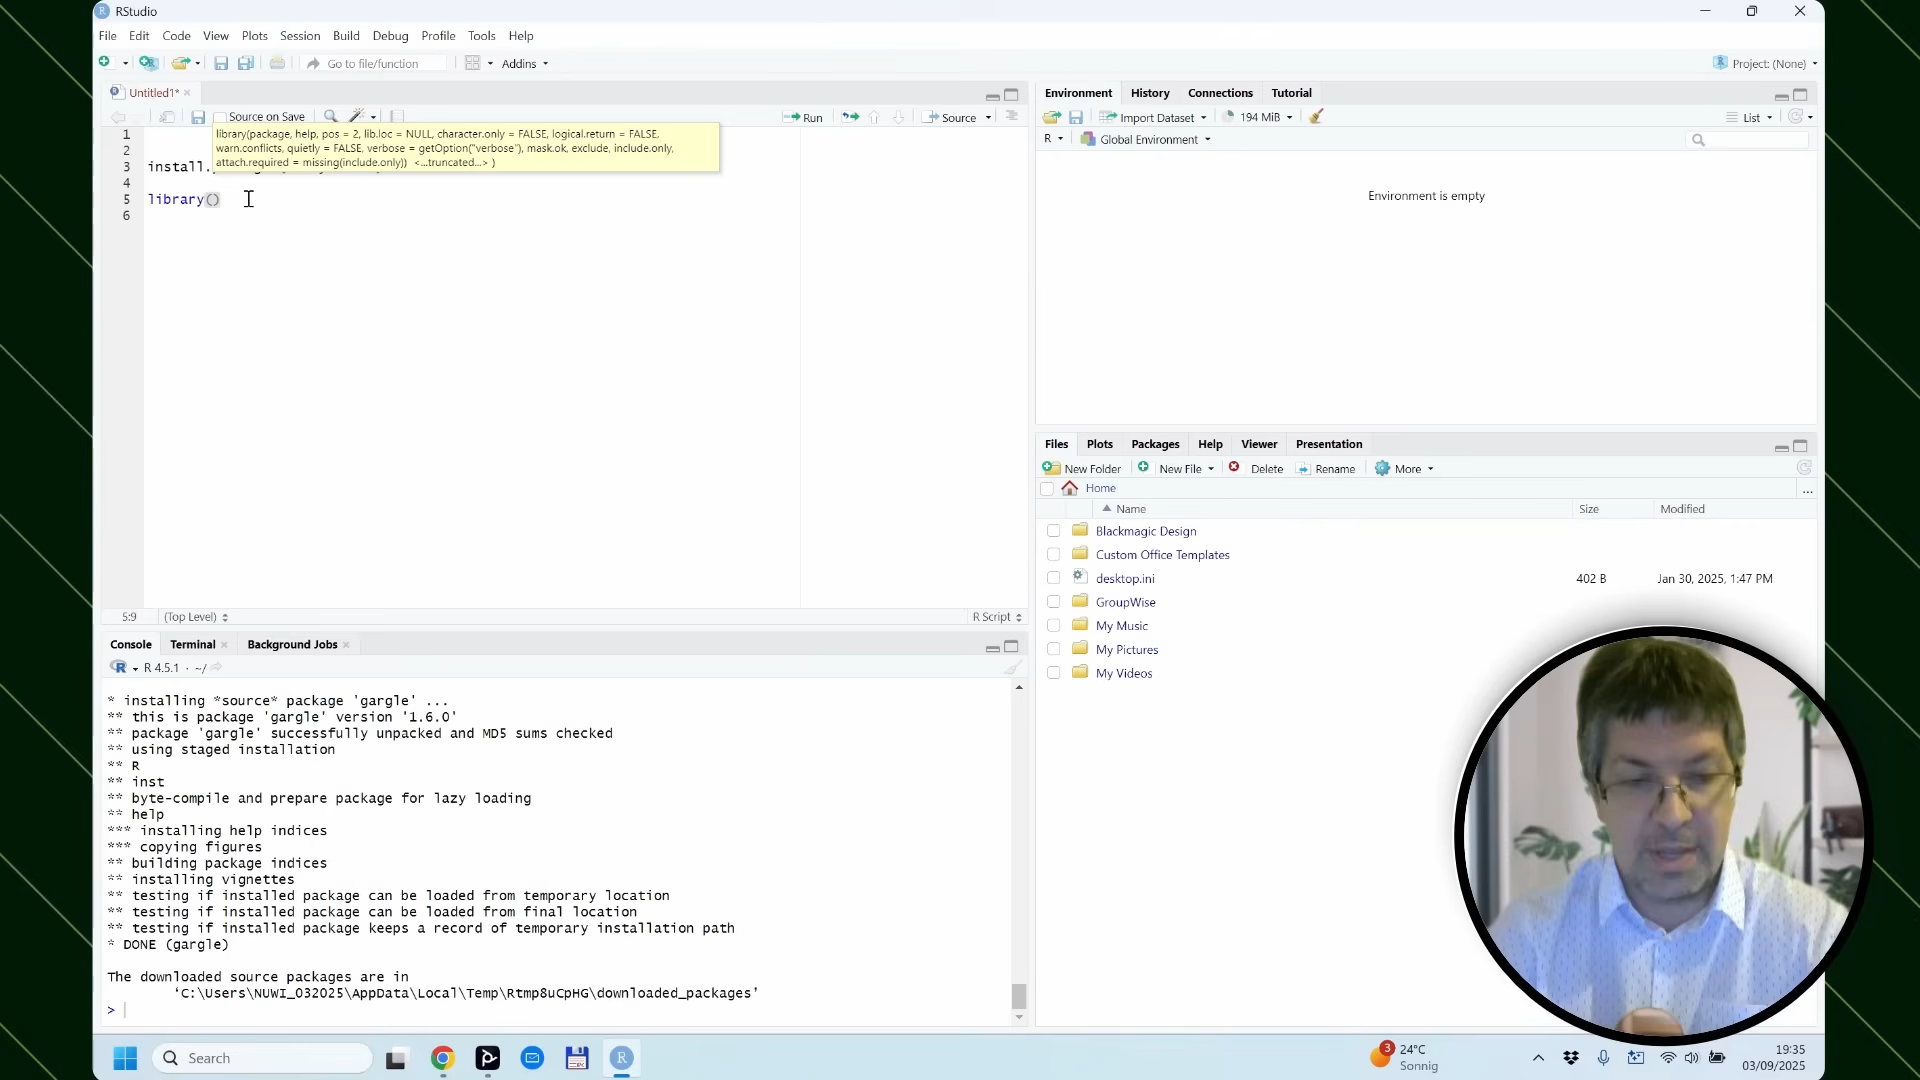 RStudio
File Edit Code View Plots Session Build Debug Profile Tools Help
Go to file/function Addins Project: (None)
Untitled1*
Source on Save Run Source
library(package, help, pos = 2, lib.loc = NULL, character.only = FALSE, logical.return = FALSE,
warn.conflicts, quietly = FALSE, verbose = getOption("verbose"), mask.ok, exclude, include.only,
attach.required = missing(include.only)) <...truncated...> )
1
2
3 install.
4
5 library()
6
5:9 (Top Level) R Script
Console Terminal Background Jobs
R 4.5.1 · ~/
* installing *source* package 'gargle' ...
** this is package 'gargle' version '1.6.0'
** package 'gargle' successfully unpacked and MD5 sums checked
** using staged installation
** R
** inst
** byte-compile and prepare package for lazy loading
** help
*** installing help indices
*** copying figures
** building package indices
** installing vignettes
** testing if installed package can be loaded from temporary location
** testing if installed package can be loaded from final location
** testing if installed package keeps a record of temporary installation path
* DONE (gargle)
The downloaded source packages are in
‘C:\Users\NUWI_032025\AppData\Local\Temp\Rtmp8uCpHG\downloaded_packages’
>
Environment History Connections Tutorial
Import Dataset 194 MiB List
R Global Environment
Environment is empty
Files Plots Packages Help Viewer Presentation
New Folder New File Delete Rename More
Home ...
Name Size Modified
Blackmagic Design
Custom Office Templates
desktop.ini 402 B Jan 30, 2025, 1:47 PM
GroupWise
My Music
My Pictures
My Videos
Search
3 24°C
Sonnig
19:35
03/09/2025